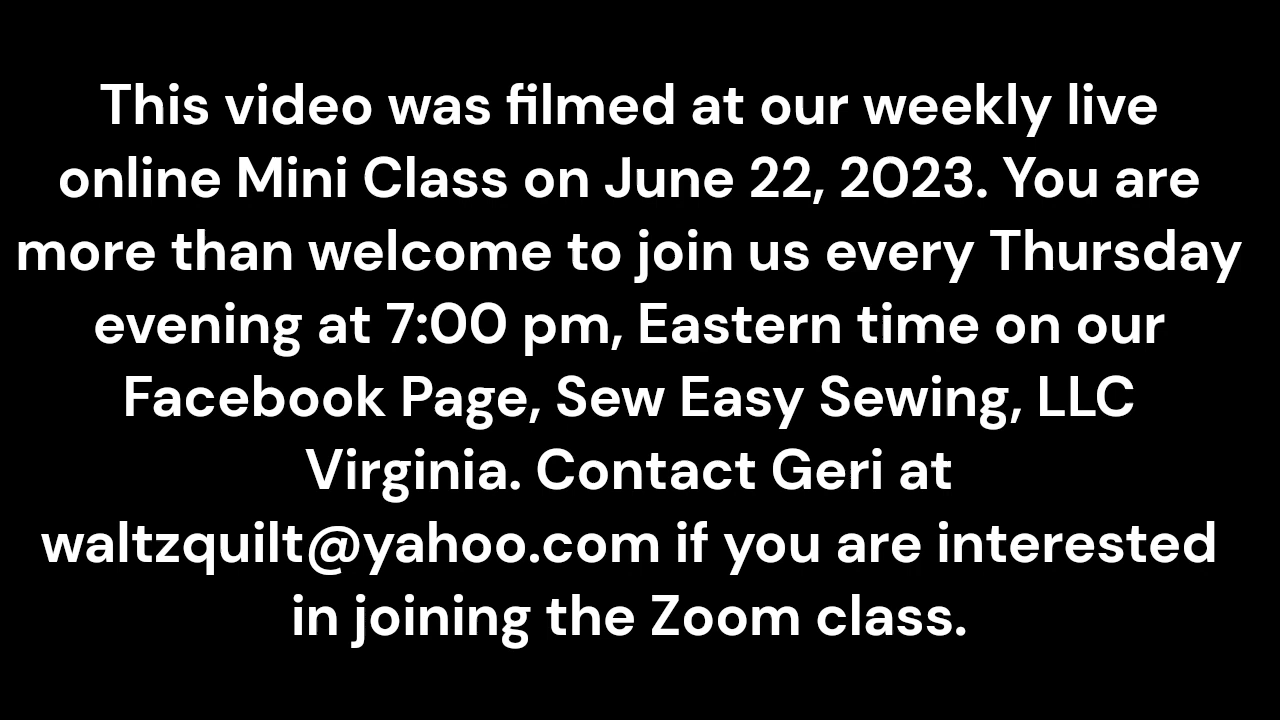 This video was filmed at our weekly live
online Mini Class on June 22, 2023. You are
more than welcome to join us every Thursday
evening at 7:00 pm, Eastern time on our
Facebook Page, Sew Easy Sewing, LLC
Virginia. Contact Geri at
waltzquilt@yahoo.com if you are interested
in joining the Zoom class.